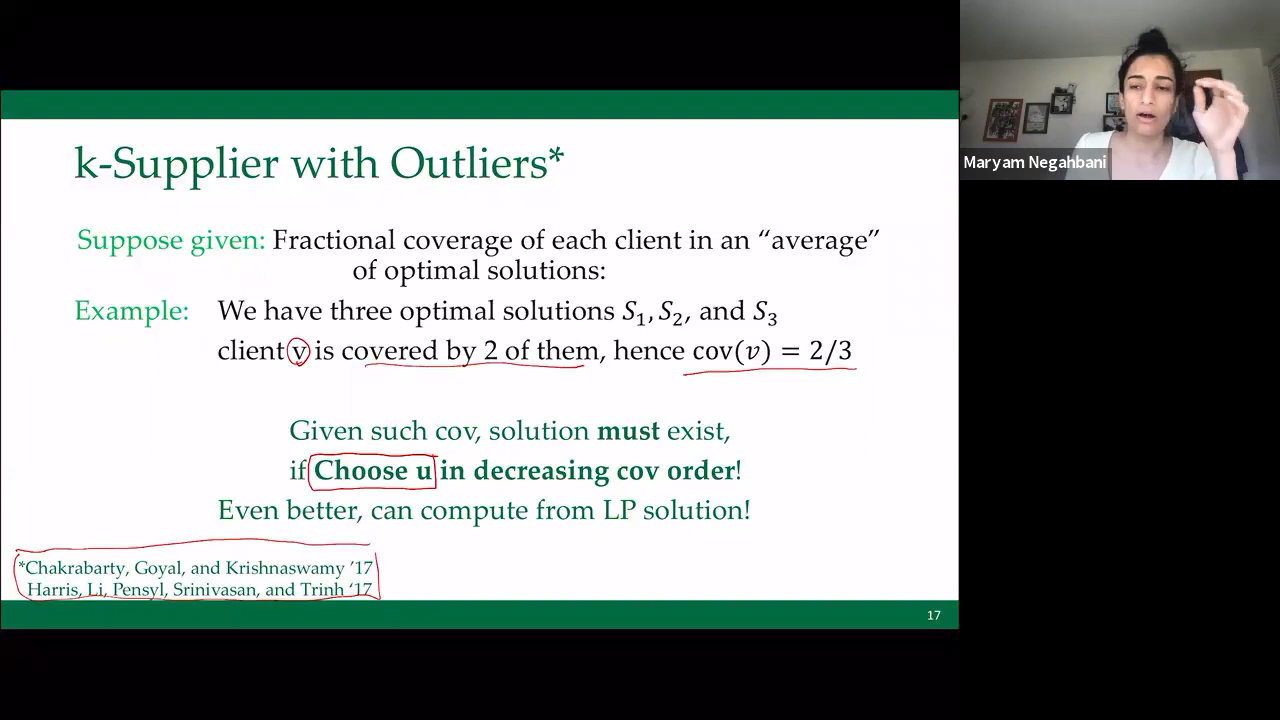 k-Supplier with Outliers*
Suppose given: Fractional coverage of each client in an “average”
of optimal solutions:
Example: We have three optimal solutions S₁, S₂, and S₃
client v is covered by 2 of them, hence cov(v) = 2/3
Given such cov, solution must exist,
if Choose u in decreasing cov order!
Even better, can compute from LP solution!
*Chakrabarty, Goyal, and Krishnaswamy ’17
Harris, Li, Pensyl, Srinivasan, and Trinh ‘17
17
Maryam Negahbani